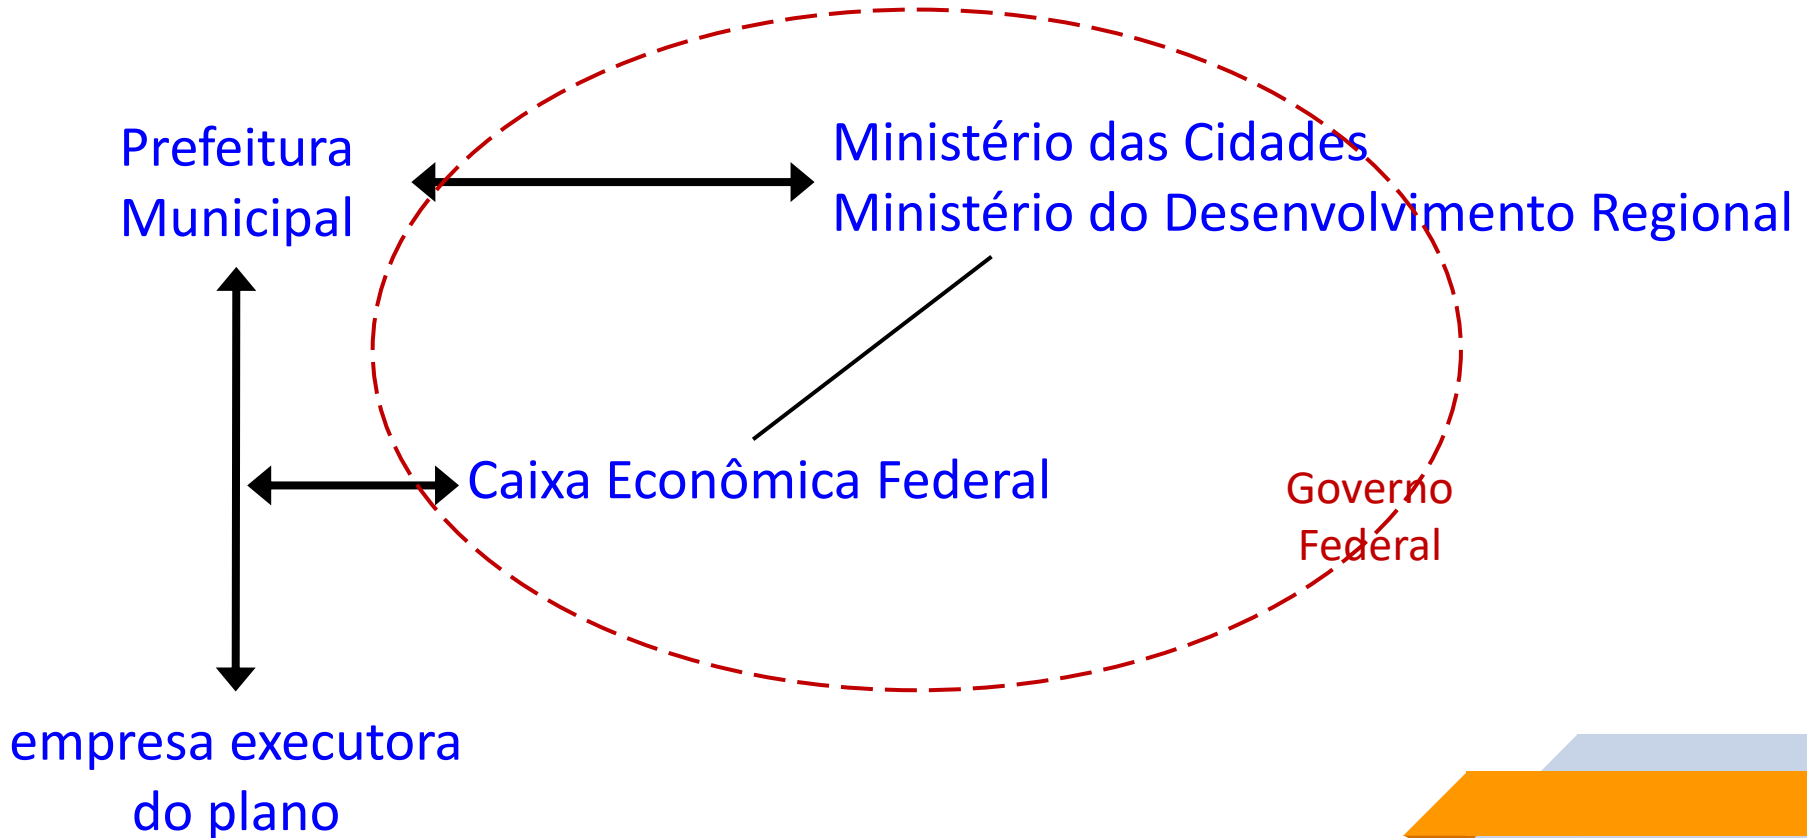 Prefeitura
Municipal
Ministério das Cidades
Ministério do Desenvolvimento Regional
Caixa Econômica Federal
Governo
Federal
empresa executora
do plano